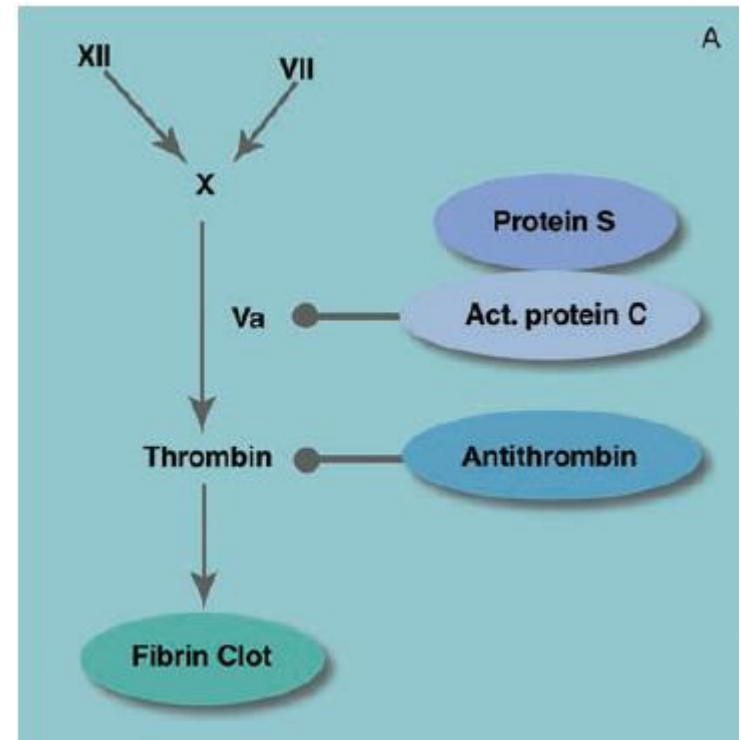 A
XII
VII
X
Protein S
Va
Act. protein C
Thrombin
Antithrombin
Fibrin Clot